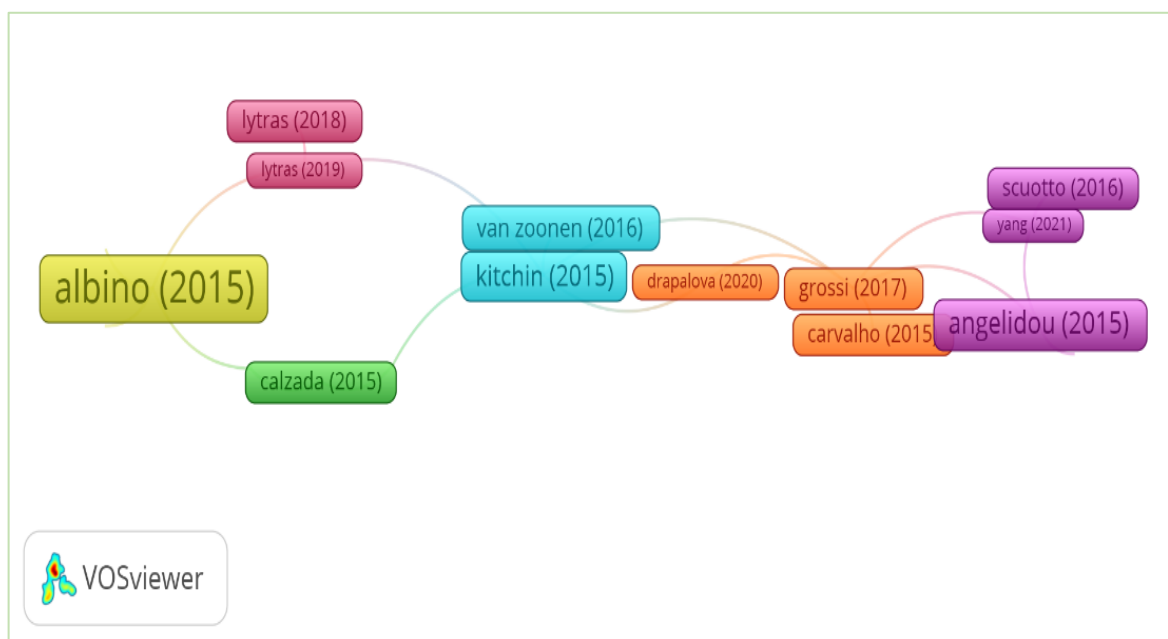 lytras (2018)
lytras (2019)
scuotto (2016)
yang (2021)
van zoonen (2016)
albino (2015)
kitchin (2015)
drapalova (2020)
grossi (2017)
carvalho (2015)
angelidou (2015)
calzada (2015)
VOSviewer